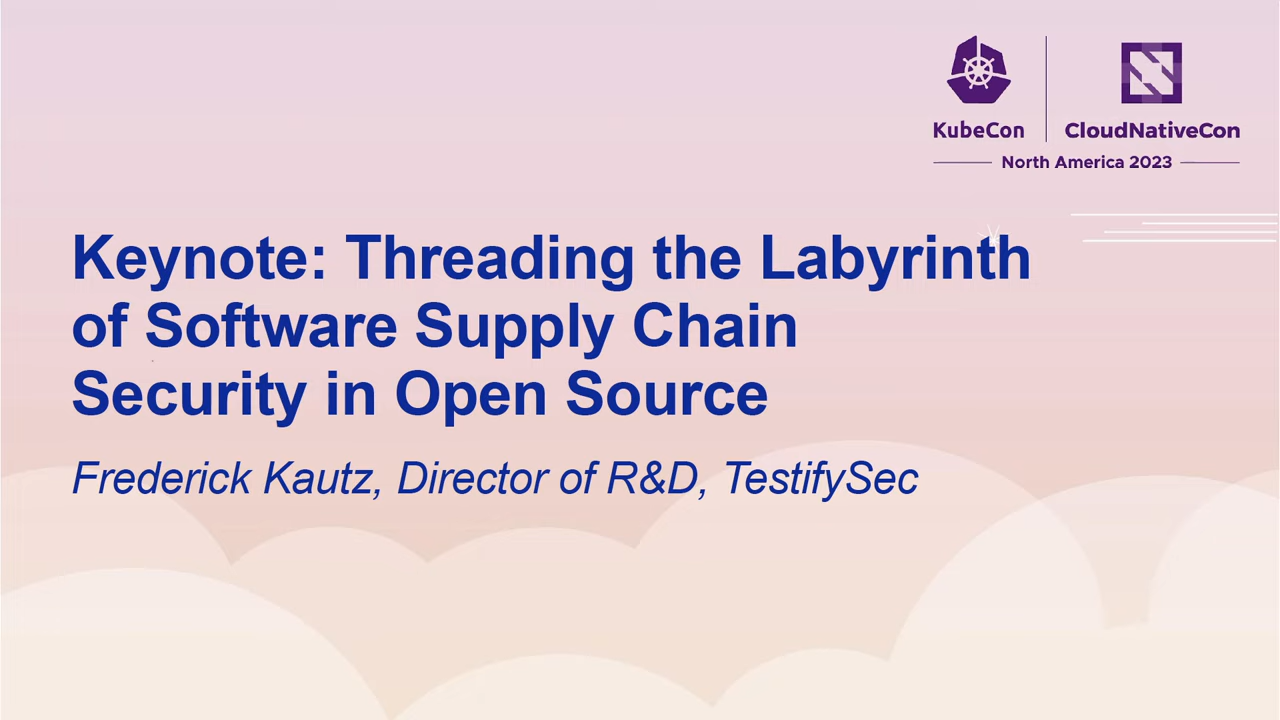 KubeCon
CloudNativeCon
North America 2023
Keynote: Threading the Labyrinth
of Software Supply Chain
Security in Open Source
Frederick Kautz, Director of R&D, TestifySec